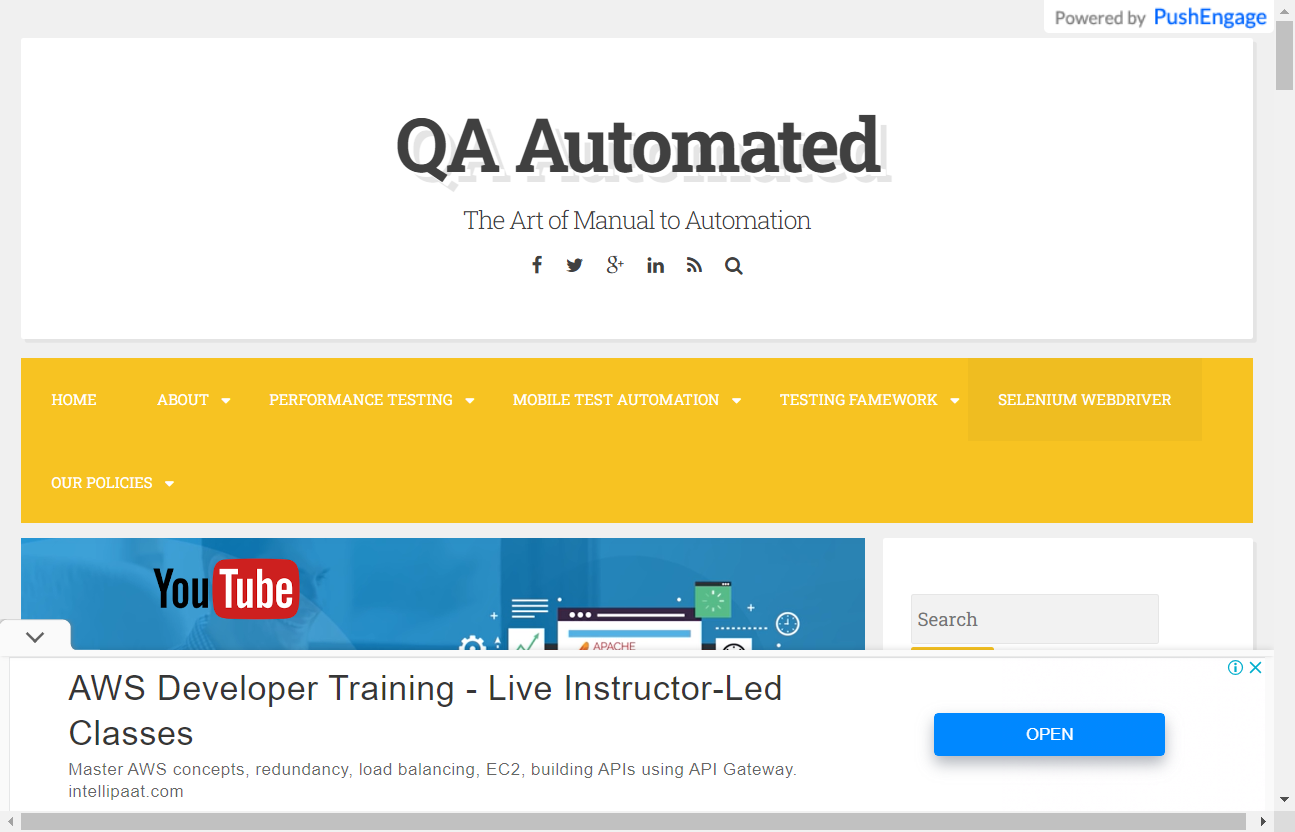 Powered by PushEngage
QA Automated
The Art of Manual to Automation
HOME ABOUT PERFORMANCE TESTING MOBILE TEST AUTOMATION TESTING FAMEWORK SELENIUM WEBDRIVER
OUR POLICIES
YouTube
APACHE
Search
AWS Developer Training - Live Instructor-Led
Classes
Master AWS concepts, redundancy, load balancing, EC2, building APIs using API Gateway.
intellipaat.com
OPEN